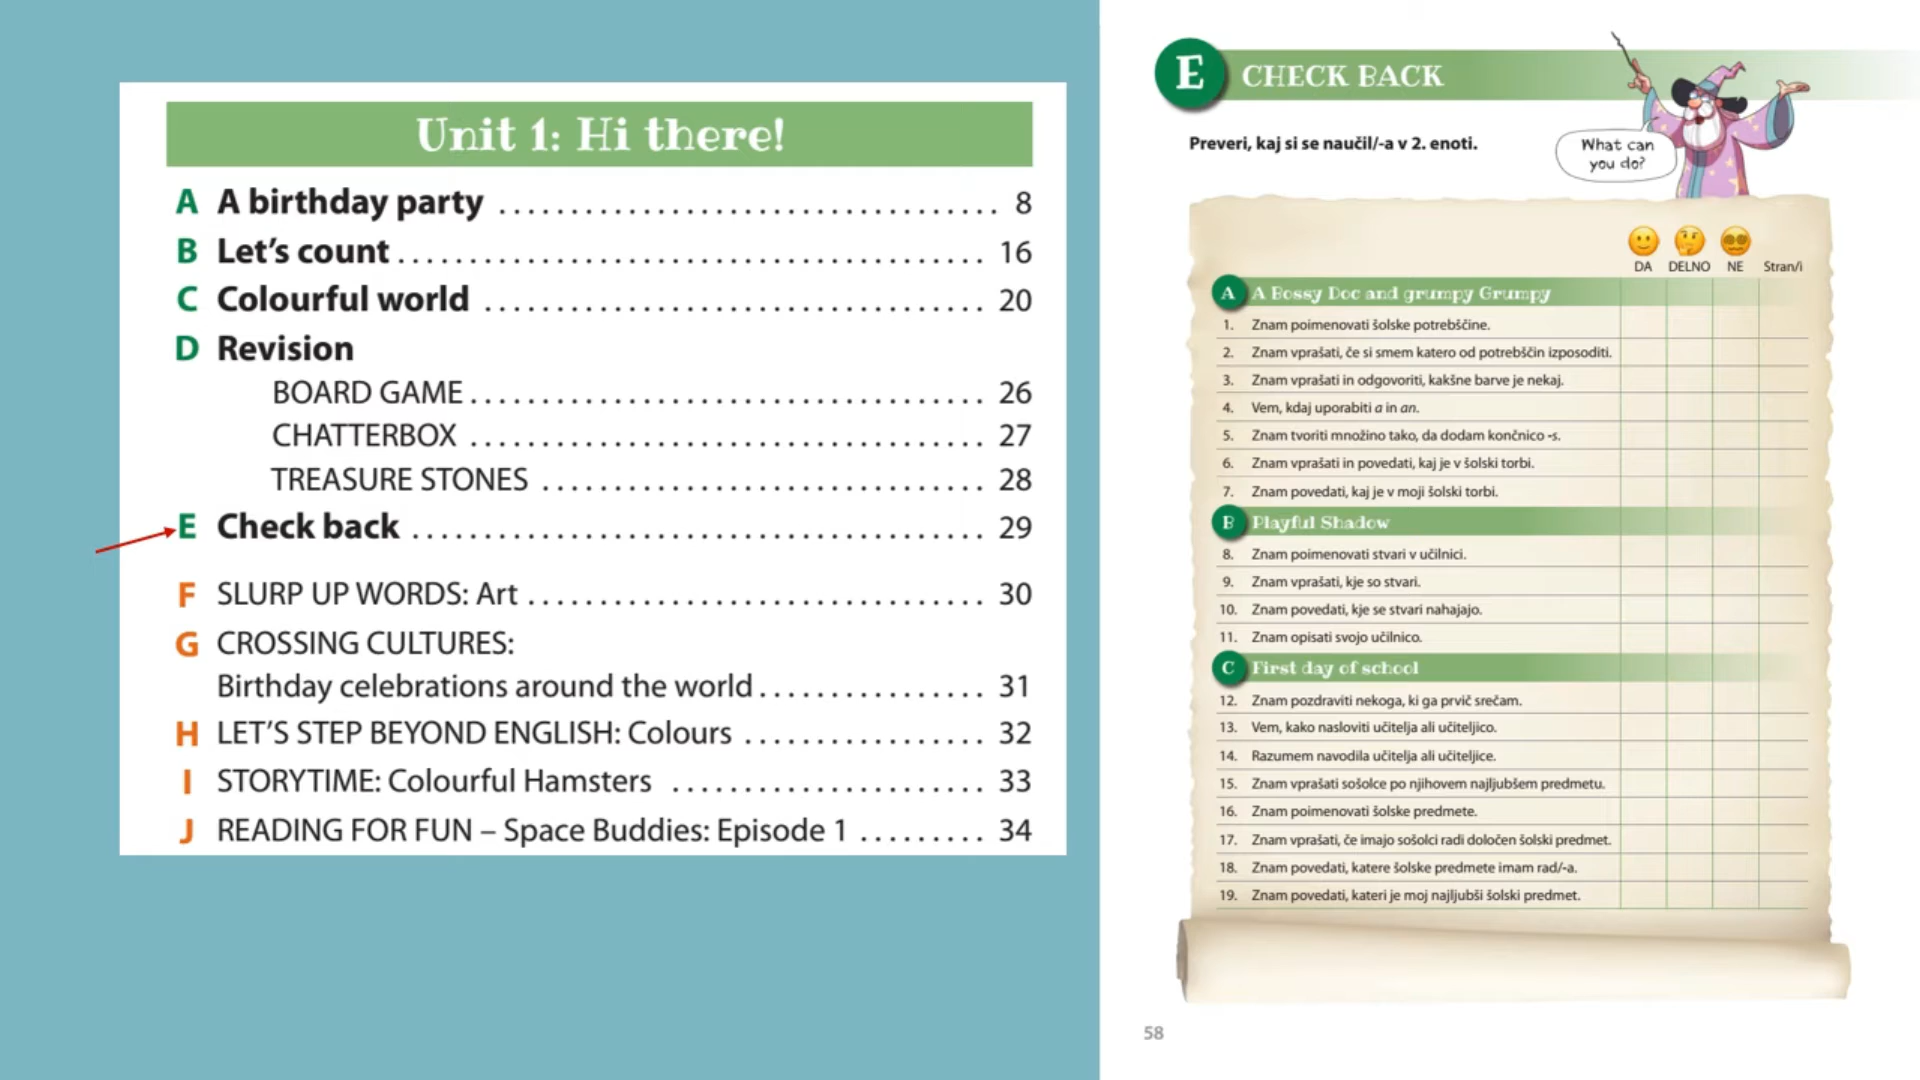 Unit 1: Hi there!
A A birthday party 8
B Let's count 16
C Colourful world 20
D Revision
BOARD GAME 26
CHATTERBOX 27
TREASURE STONES 28
E Check back 29
F SLURP UP WORDS: Art 30
G CROSSING CULTURES:
Birthday celebrations around the world 31
H LET'S STEP BEYOND ENGLISH: Colours 32
I STORYTIME: Colourful Hamsters 33
J READING FOR FUN – Space Buddies: Episode 1 34
E CHECK BACK
Preveri, kaj si se naučil/-a v 2. enoti.
What can
you do?
DA DELNO NE Stran/i
A A Bossy Doc and grumpy Grumpy
1. Znam poimenovati šolske potrebščine.
2. Znam vprašati, če si smem katero od potrebščin izposoditi.
3. Znam vprašati in odgovoriti, kakšne barve je nekaj.
4. Vem, kdaj uporabiti a in an.
5. Znam tvoriti množino tako, da dodam končnico -s.
6. Znam vprašati in povedati, kaj je v šolski torbi.
7. Znam povedati, kaj je v moji šolski torbi.
B Playful Shadow
8. Znam poimenovati stvari v učilnici.
9. Znam vprašati, kje so stvari.
10. Znam povedati, kje se stvari nahajajo.
11. Znam opisati svojo učilnico.
C First day of school
12. Znam pozdraviti nekoga, ki ga prvič srečam.
13. Vem, kako nasloviti učitelja ali učiteljico.
14. Razumem navodila učitelja ali učiteljice.
15. Znam vprašati sošolce po njihovem najljubšem predmetu.
16. Znam poimenovati šolske predmete.
17. Znam vprašati, če imajo sošolci radi določen šolski predmet.
18. Znam povedati, katere šolske predmete imam rad/-a.
19. Znam povedati, kateri je moj najljubši šolski predmet.
58